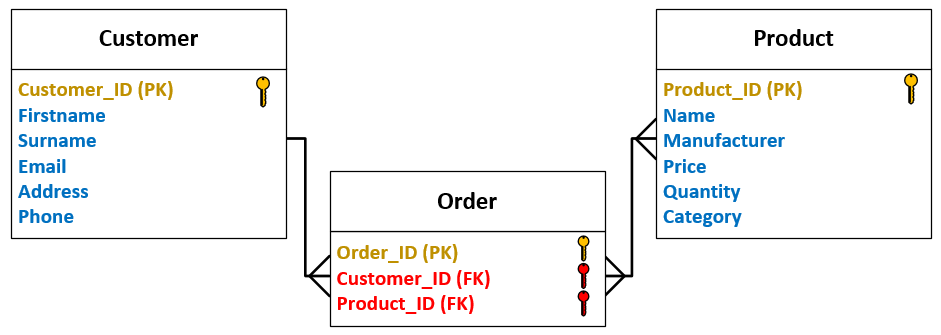 Customer
Customer_ID (PK)
Firstname
Surname
Email
Address
Phone
Order
Order_ID (PK)
Customer_ID (FK)
Product_ID (FK)
Product
Product_ID (PK)
Name
Manufacturer
Price
Quantity
Category